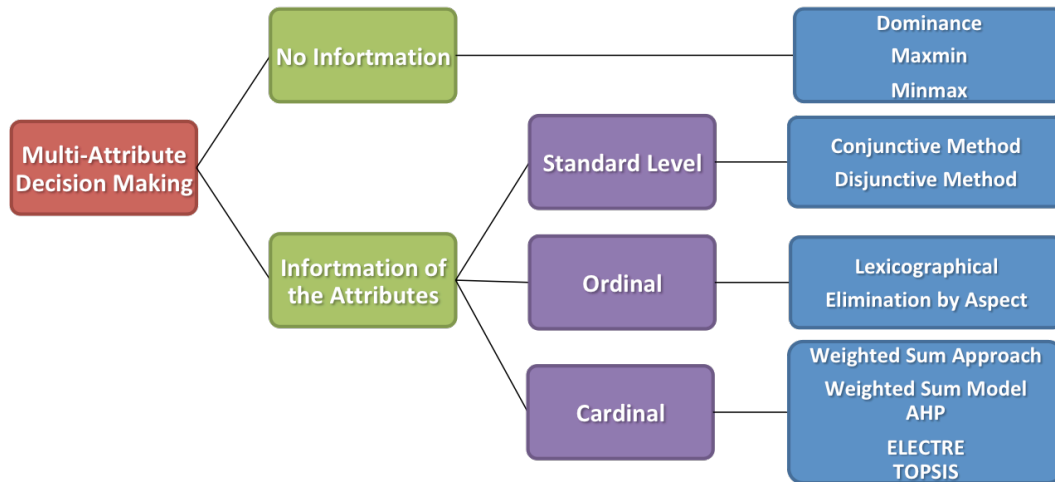 Multi-Attribute
Decision Making
No Infortmation
Dominance
Maxmin
Minmax
Infortmation of
the Attributes
Standard Level
Conjunctive Method
Disjunctive Method
Ordinal
Lexicographical
Elimination by Aspect
Cardinal
Weighted Sum Approach
Weighted Sum Model
AHP
ELECTRE
TOPSIS